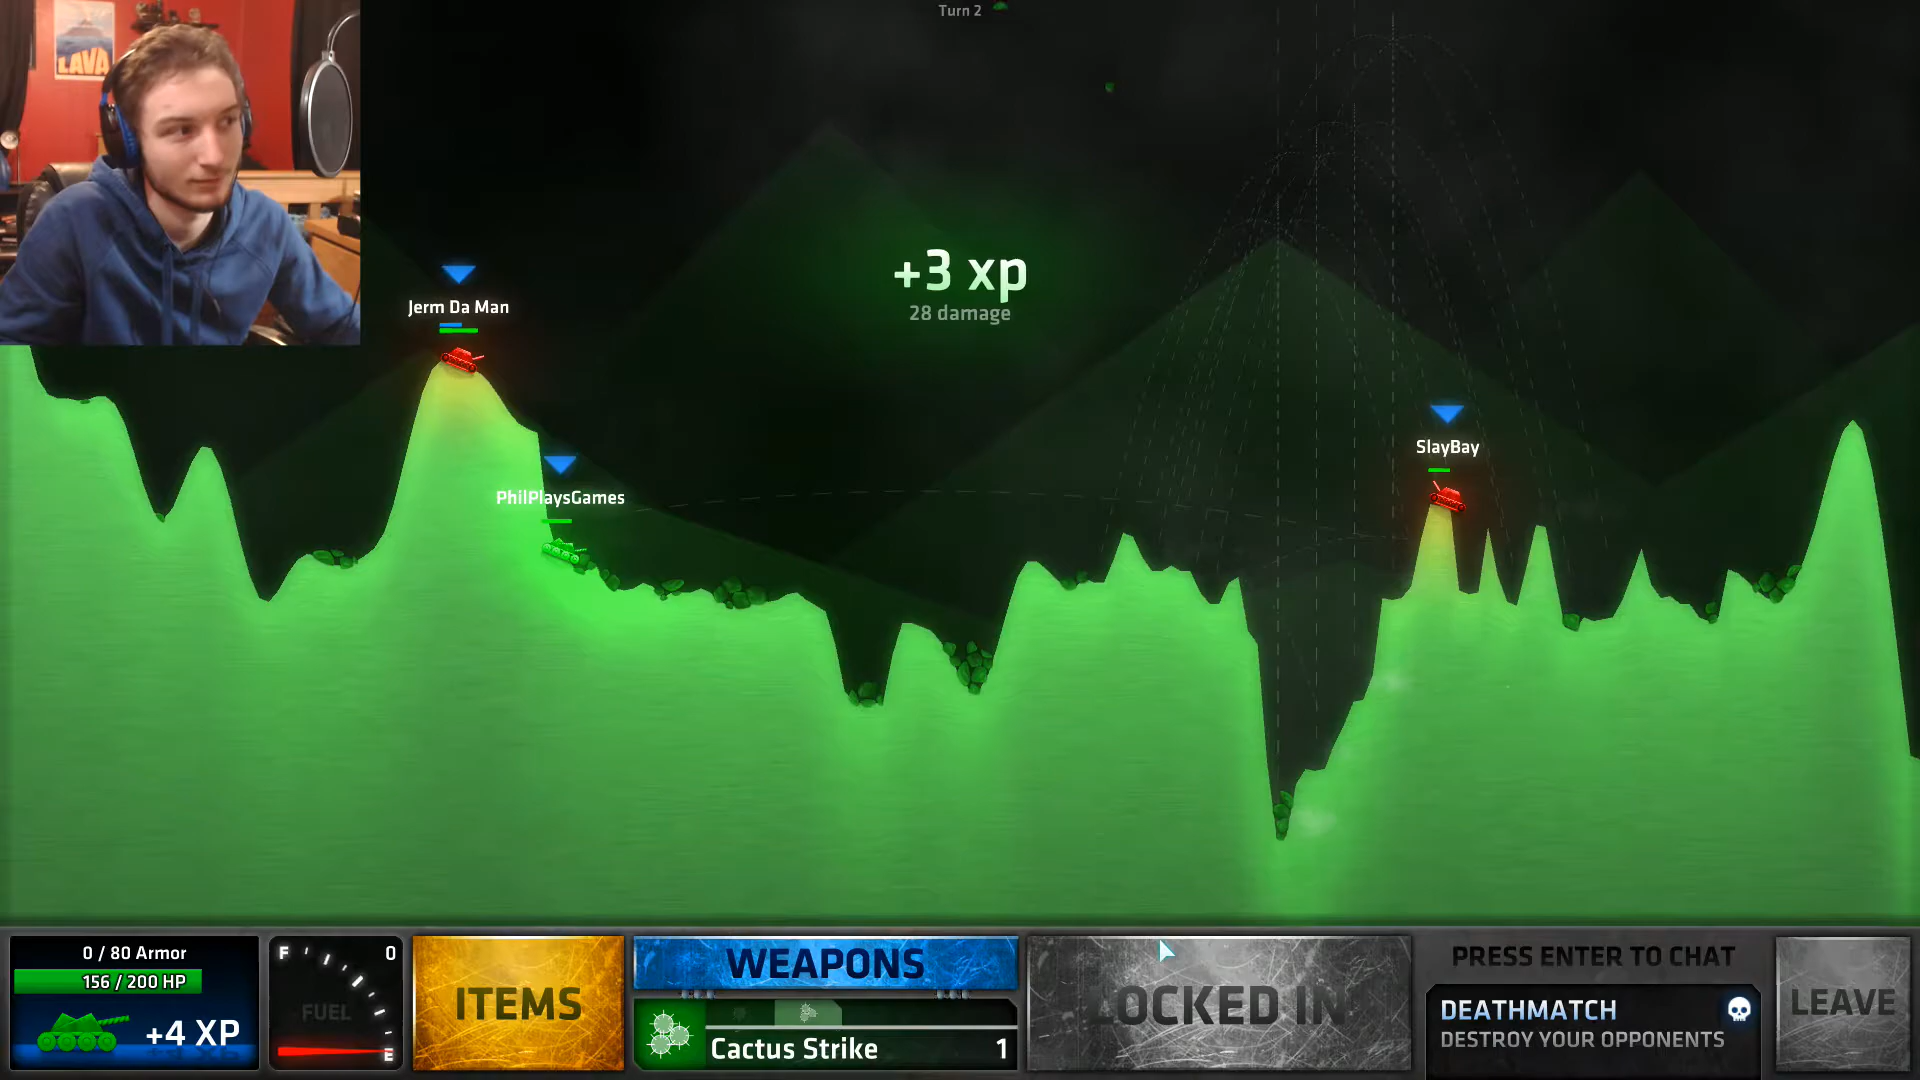 Turn 2
LAVA
+3 xp
28 damage
Jerm Da Man
SlayBay
PhilPlaysGames
0 / 80 Armor
156 / 200 HP
+4 XP
F
0
FUEL
E
ITEMS
WEAPONS
Cactus Strike
1
LOCKED IN
PRESS ENTER TO CHAT
DEATHMATCH
DESTROY YOUR OPPONENTS
LEAVE